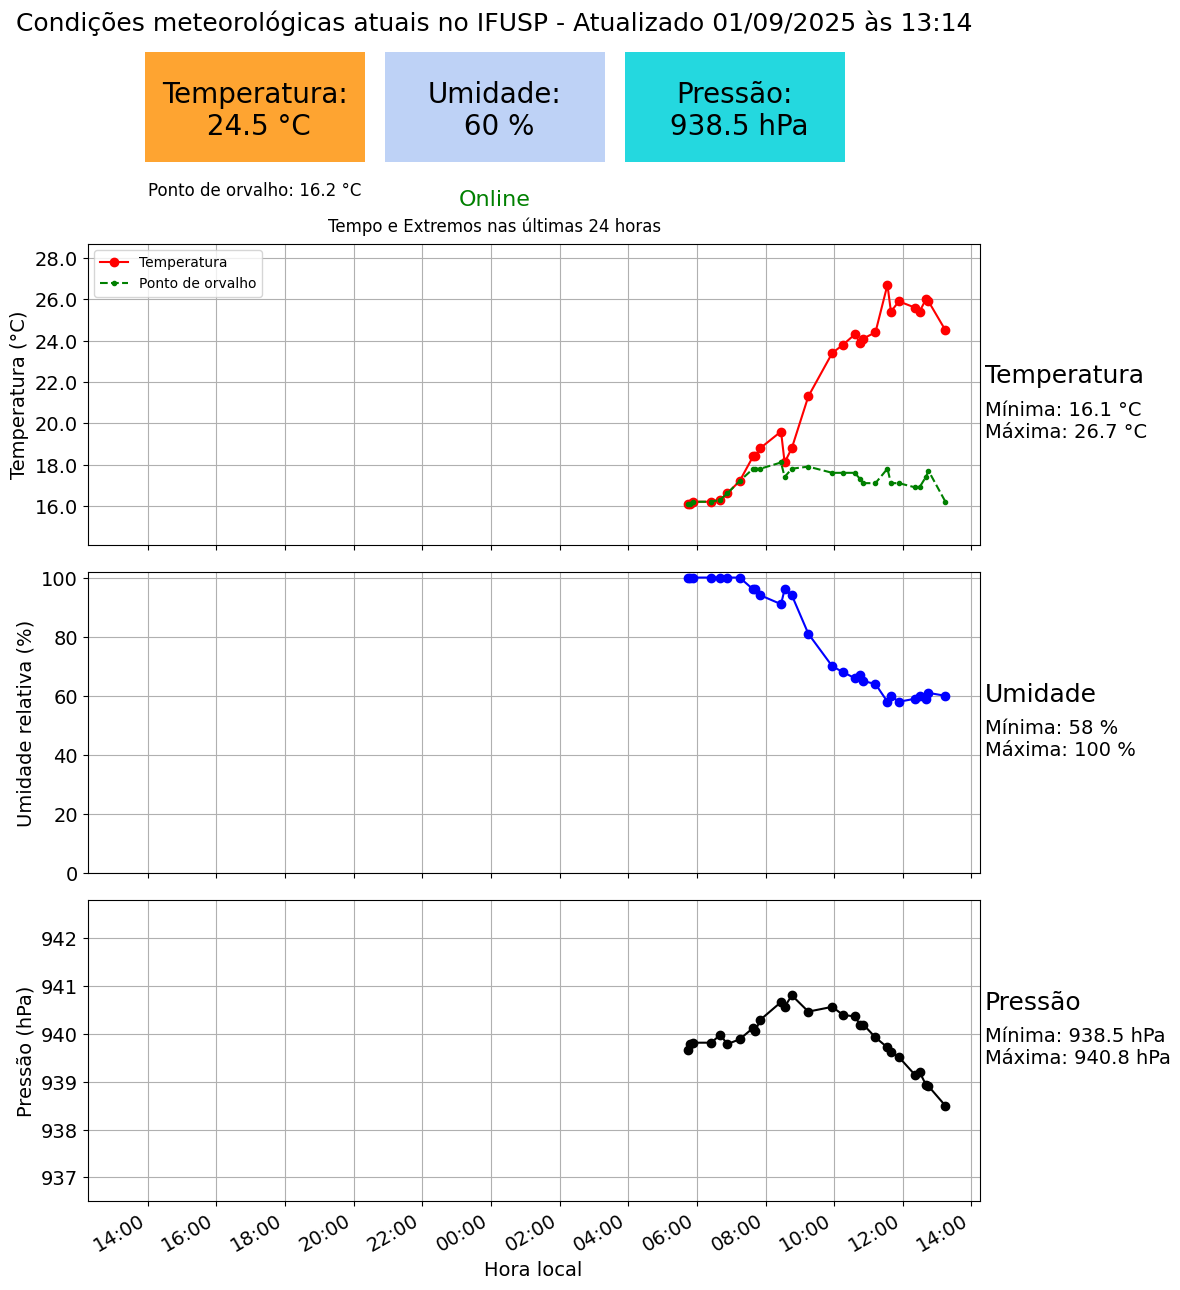 Condições meteorológicas atuais no IFUSP - Atualizado 01/09/2025 às 13:14
Temperatura:
24.5 °C
Umidade:
60 %
Pressão:
938.5 hPa
Ponto de orvalho: 16.2 °C
Online
Tempo e Extremos nas últimas 24 horas
Temperatura
Ponto de orvalho
Temperatura (°C)
28.0
26.0
24.0
22.0
20.0
18.0
16.0
Temperatura
Mínima: 16.1 °C
Máxima: 26.7 °C
Umidade relativa (%)
100
80
60
40
20
0
Umidade
Mínima: 58 %
Máxima: 100 %
Pressão (hPa)
942
941
940
939
938
937
Pressão
Mínima: 938.5 hPa
Máxima: 940.8 hPa
14:00
16:00
18:00
20:00
22:00
00:00
02:00
04:00
06:00
08:00
10:00
12:00
14:00
Hora local